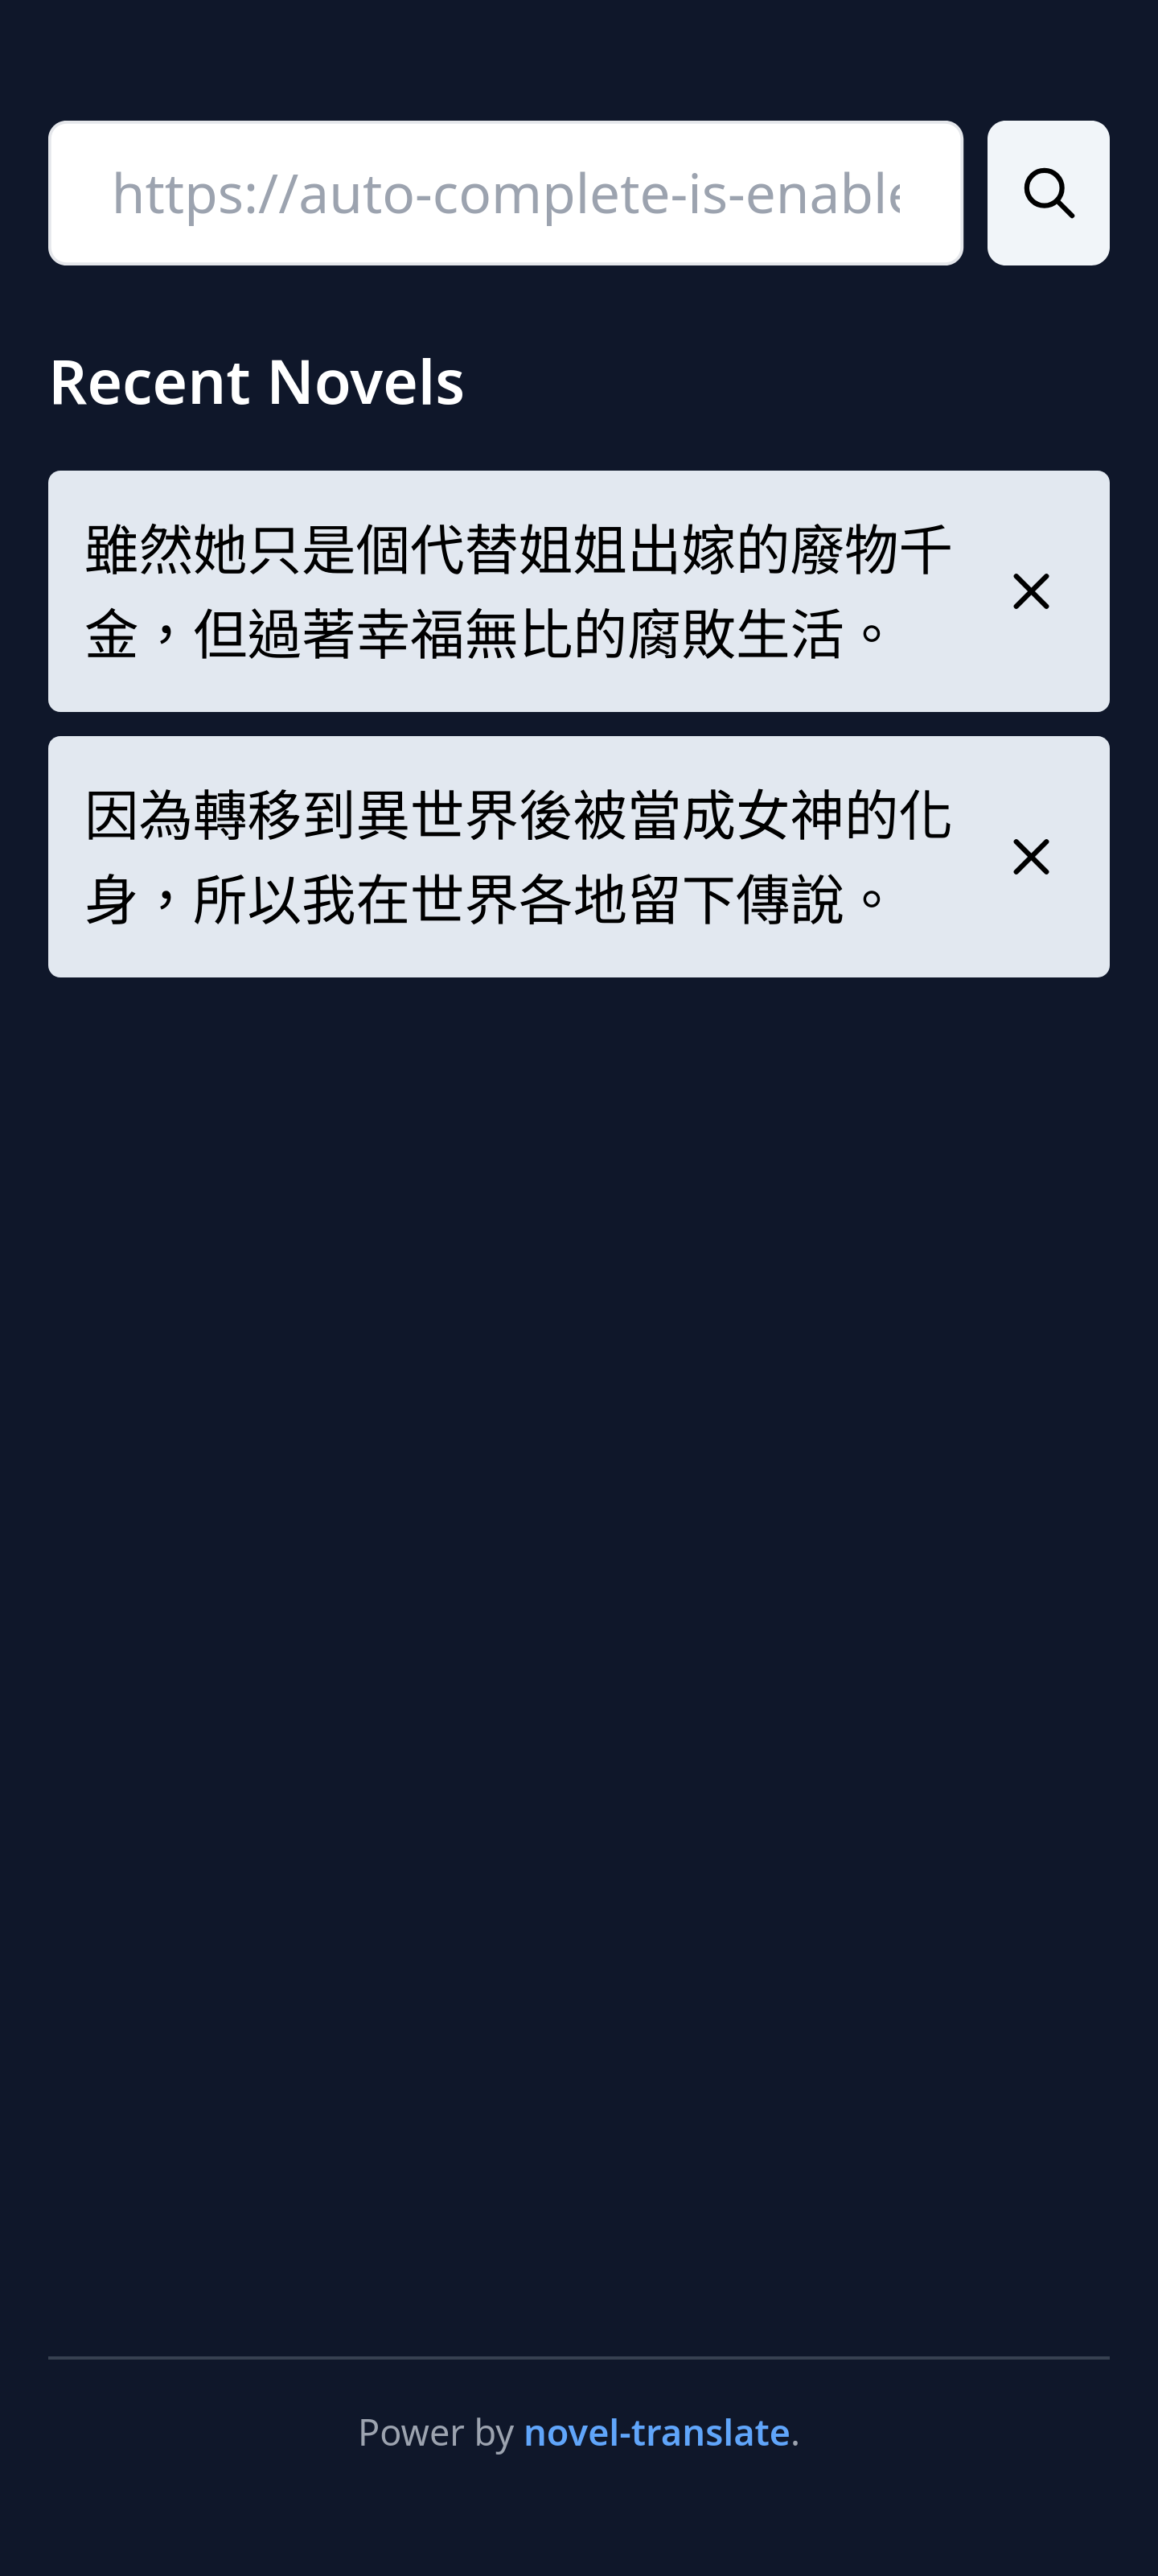 https://auto-complete-is-enable
Recent Novels
雖然她只是個代替姐姐出嫁的廢物千
金，但過著幸福無比的腐敗生活。
因為轉移到異世界後被當成女神的化
身，所以我在世界各地留下傳說。
Power by novel-translate.